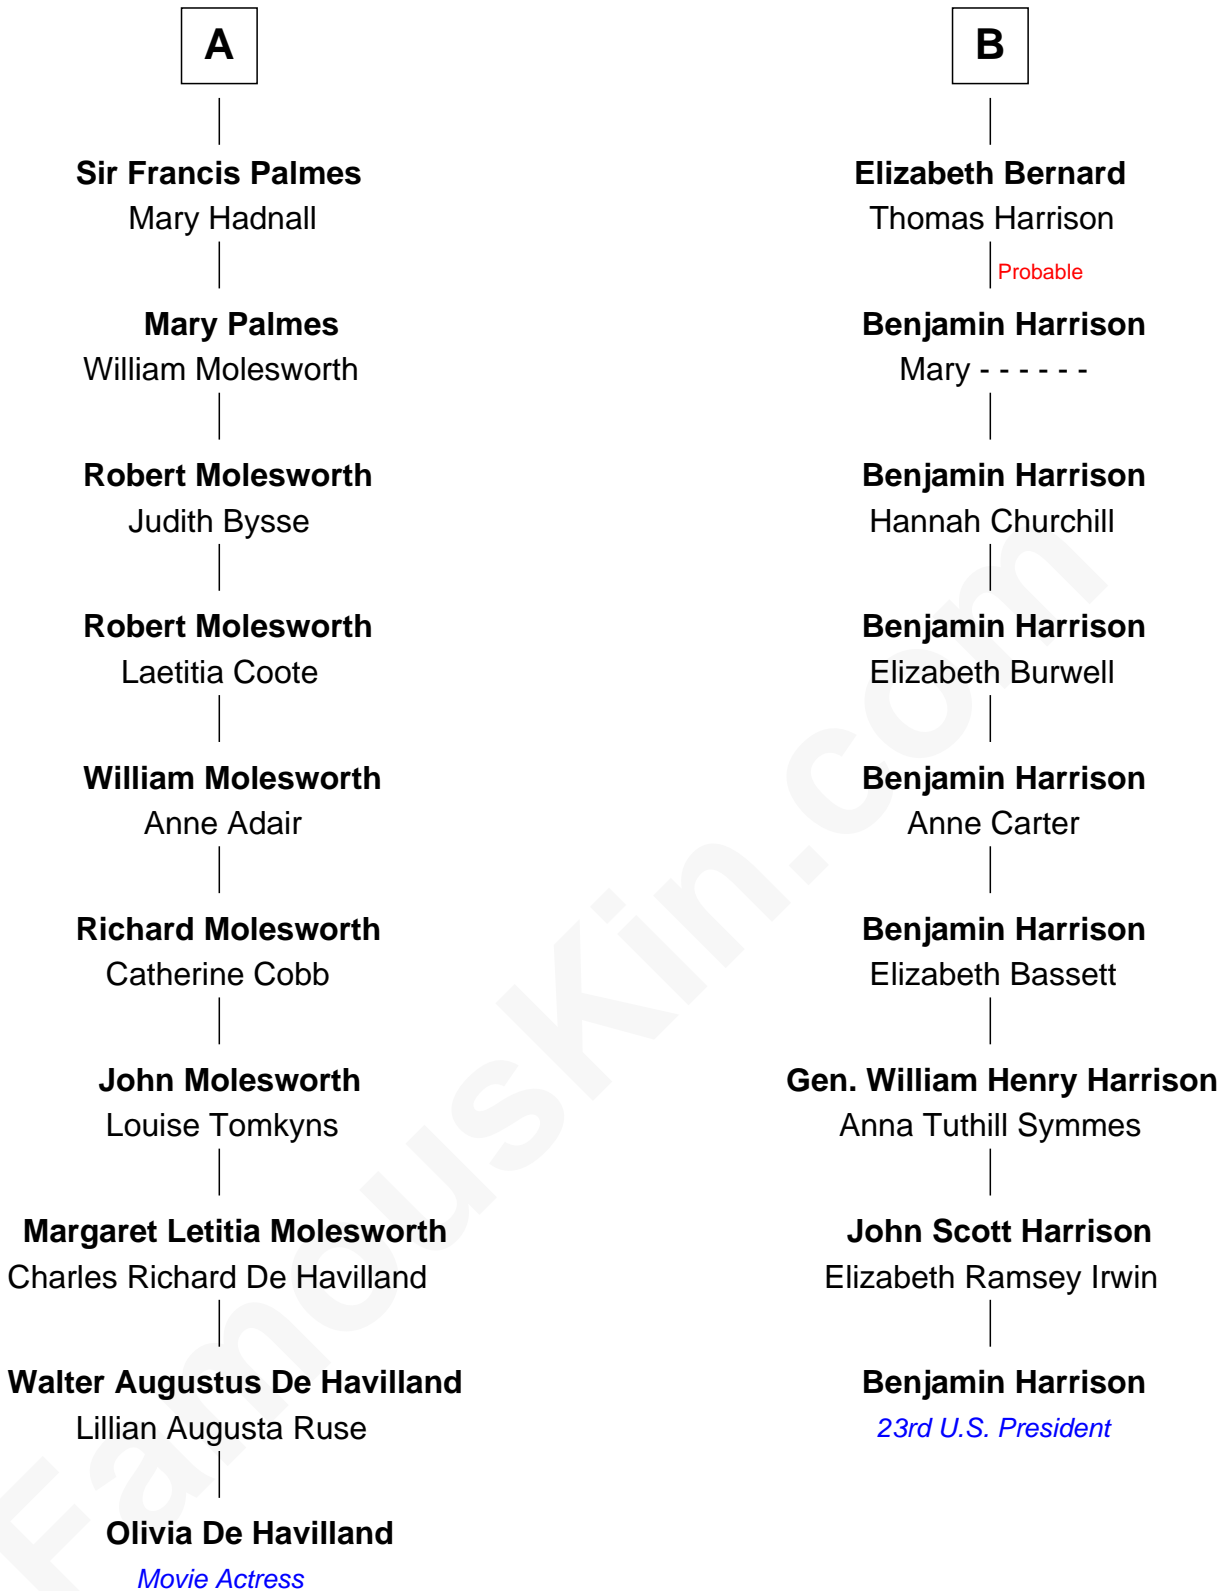 A
Sir Francis Palmes
Mary Hadnall
Mary Palmes
William Molesworth
Robert Molesworth
Judith Bysse
Robert Molesworth
Laetitia Coote
William Molesworth
Anne Adair
Richard Molesworth
Catherine Cobb
John Molesworth
Louise Tomkyns
Margaret Letitia Molesworth
Charles Richard De Havilland
Walter Augustus De Havilland
Lillian Augusta Ruse
Olivia De Havilland
Movie Actress
B
Elizabeth Bernard
Thomas Harrison
Probable
Benjamin Harrison
Mary - - - - - -
Benjamin Harrison
Hannah Churchill
Benjamin Harrison
Elizabeth Burwell
Benjamin Harrison
Anne Carter
Benjamin Harrison
Elizabeth Bassett
Gen. William Henry Harrison
Anna Tuthill Symmes
John Scott Harrison
Elizabeth Ramsey Irwin
Benjamin Harrison
23rd U.S. President
FamousKin.com